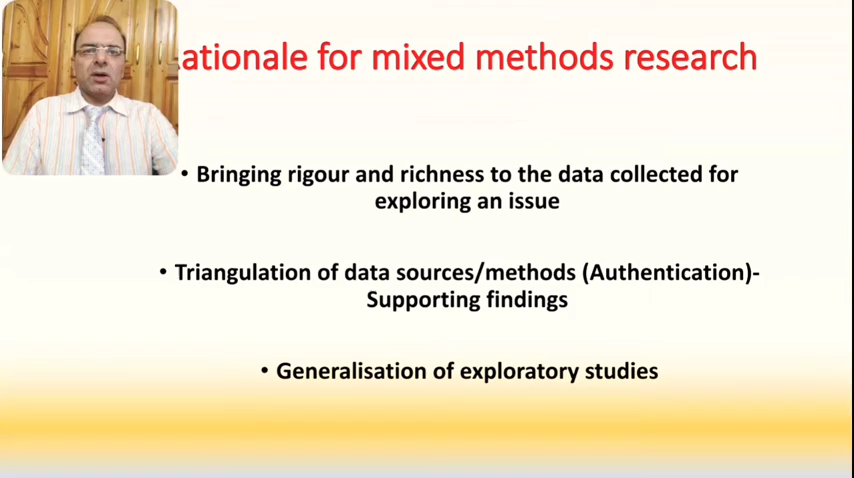 ationale for mixed methods research
• Bringing rigour and richness to the data collected for
exploring an issue
• Triangulation of data sources/methods (Authentication)-
Supporting findings
• Generalisation of exploratory studies